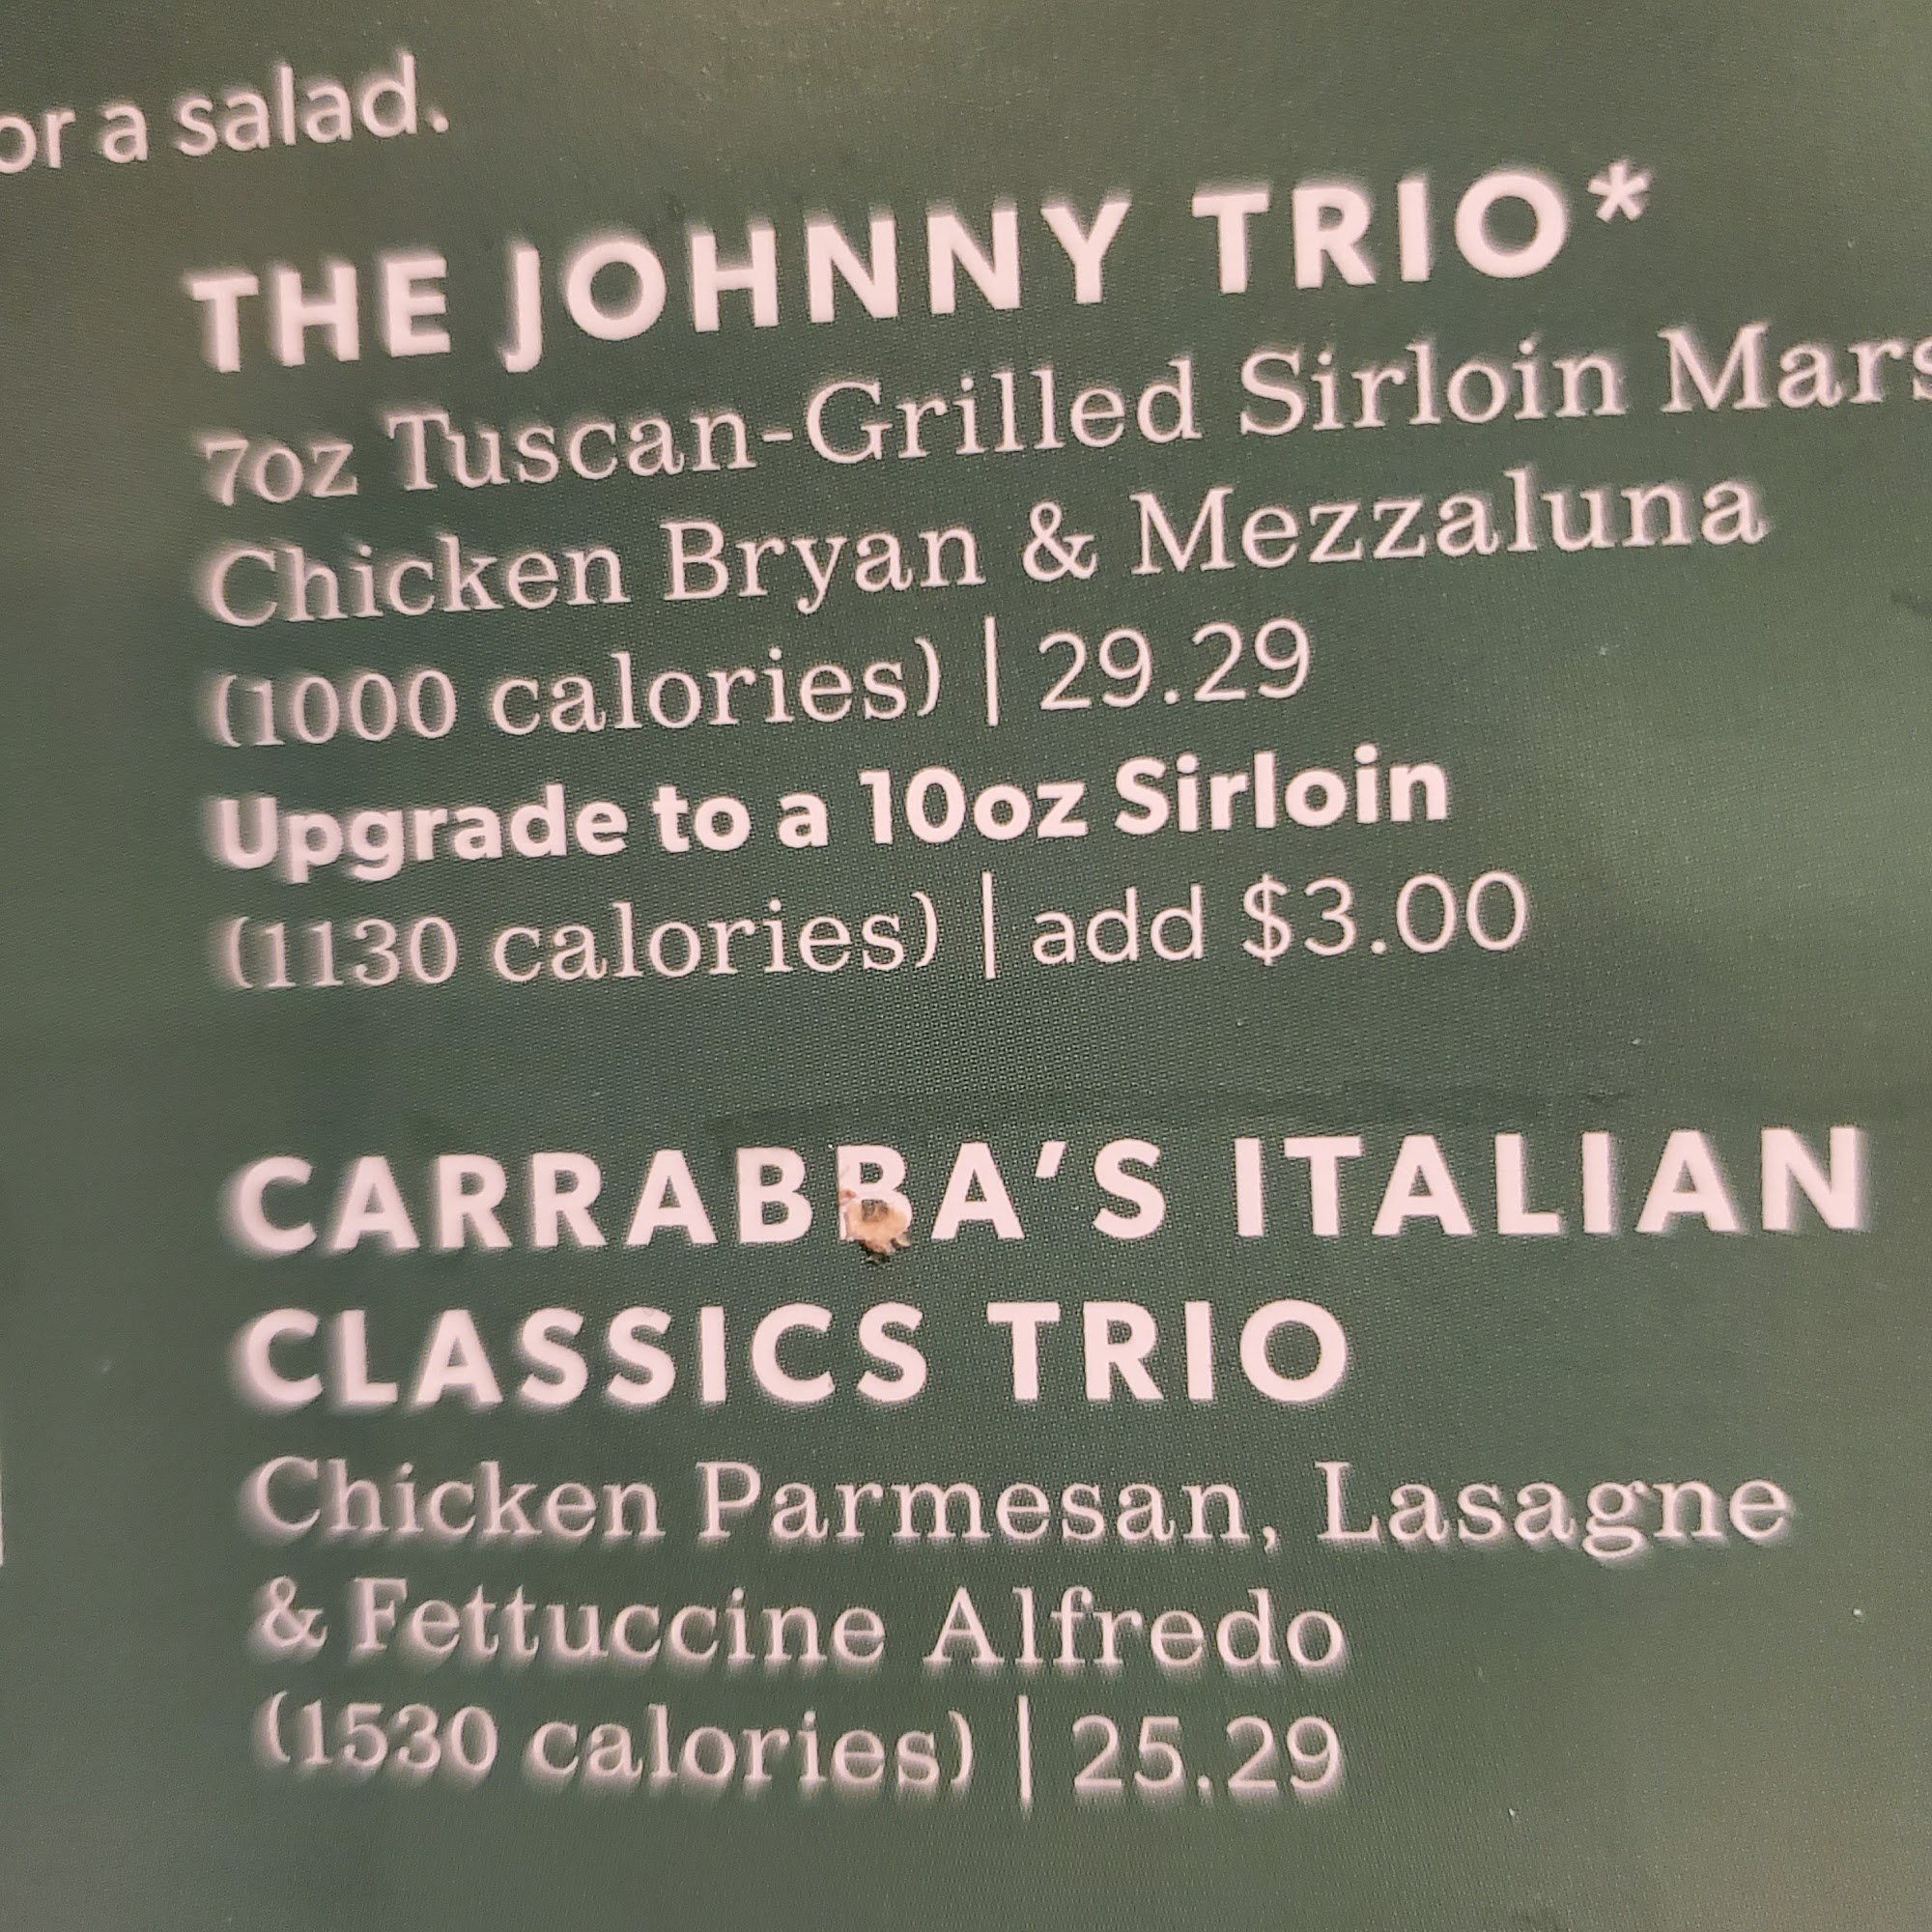 or a salad.
THE JOHNNY TRIO*
7oz Tuscan-Grilled Sirloin Mars
Chicken Bryan & Mezzaluna
(1000 calories) | 29.29
Upgrade to a 10oz Sirloin
(1130 calories) | add $3.00
CARRABBA'S ITALIAN
CLASSICS TRIO
Chicken Parmesan, Lasagne
& Fettuccine Alfredo
(1530 calories) | 25.29